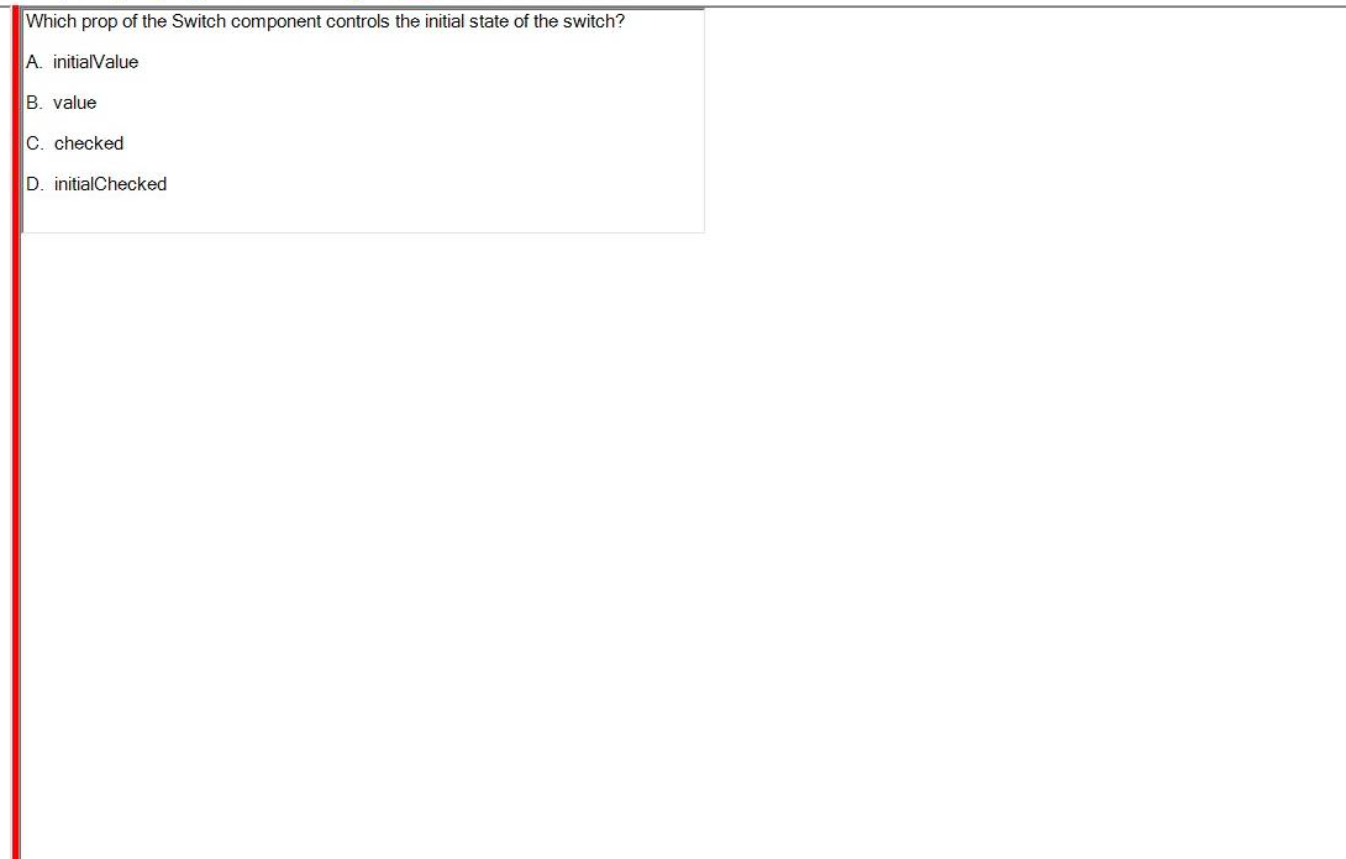 Which prop of the Switch component controls the initial state of the switch?
A. initialValue
B. value
C. checked
D. initialChecked